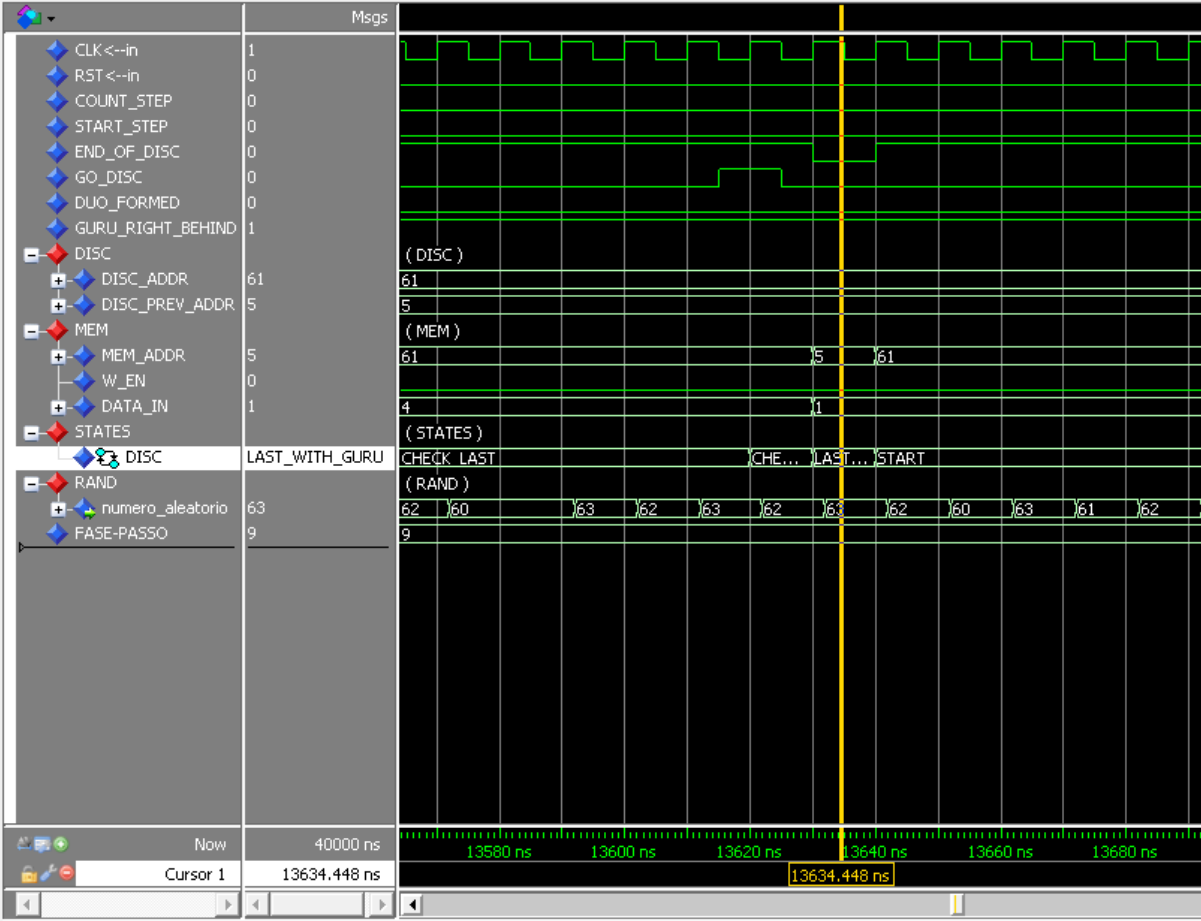 Msgs
CLK<--in 1
RST<--in 0
COUNT_STEP 0
START_STEP 0
END_OF_DISC 0
GO_DISC 0
DUO_FORMED 0
GURU_RIGHT_BEHIND 1
DISC (DISC)
DISC_ADDR 61 61
DISC_PREV_ADDR 5 5
MEM (MEM)
MEM_ADDR 5 61 5 61
W_EN 0
DATA_IN 1 4 1
STATES (STATES)
DISC LAST_WITH_GURU CHECK_LAST CHE... LAST... START
RAND (RAND)
numero_aleatorio 63 62 60 63 62 63 62 63 62 60 63 61 62
FASE-PASSO 9 9
Now 40000 ns 13580 ns 13600 ns 13620 ns 13640 ns 13660 ns 13680 ns
Cursor 1 13634.448 ns 13634.448 ns